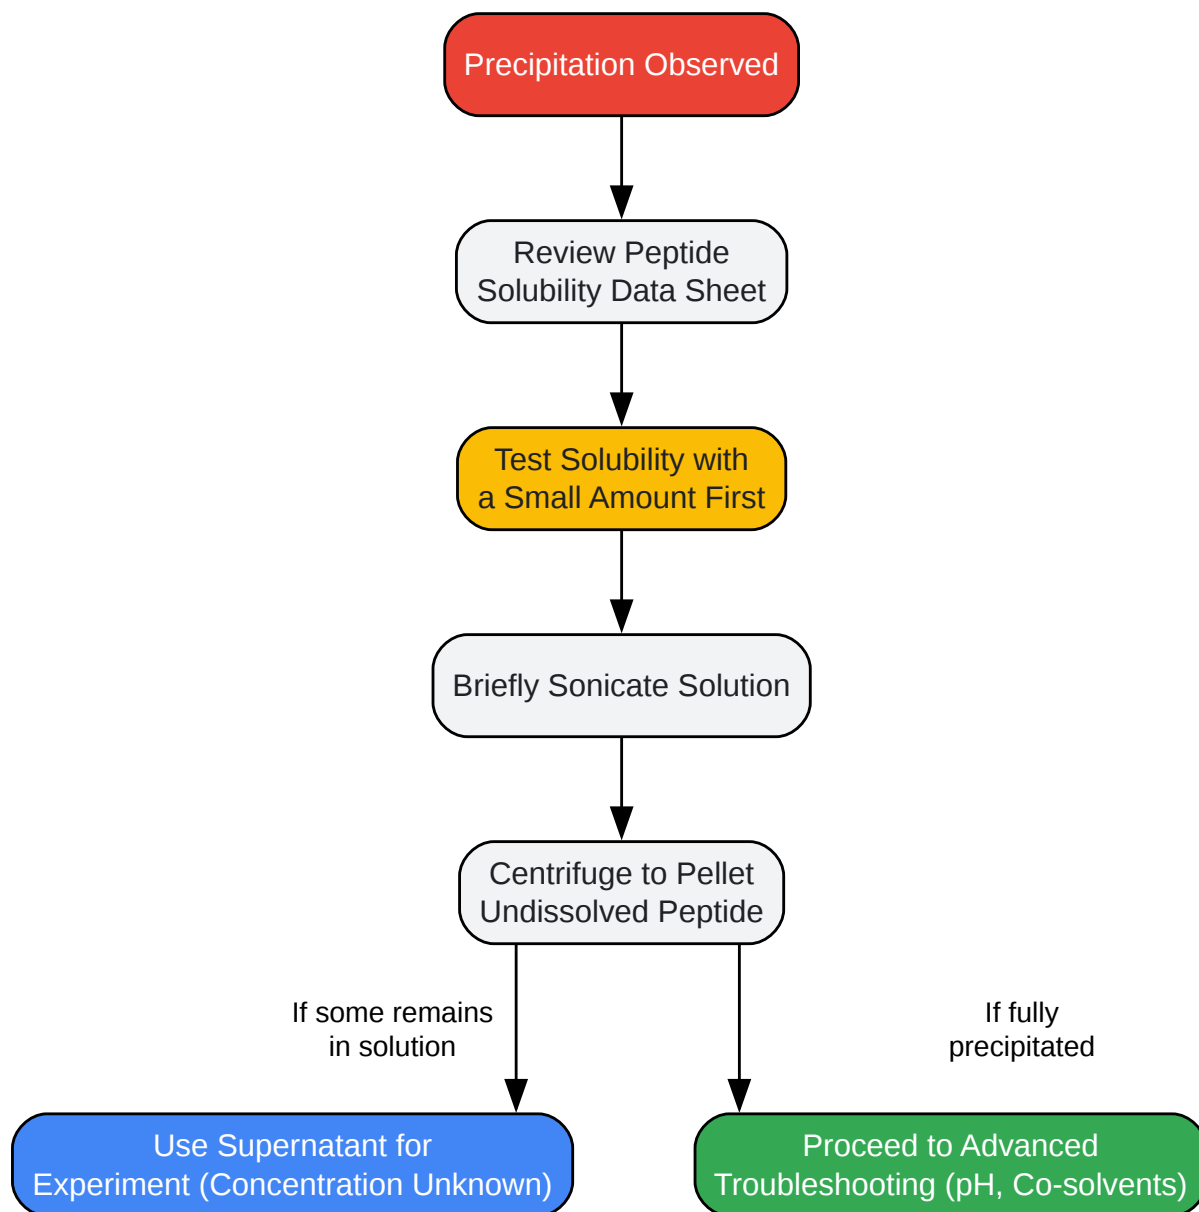 Precipitation Observed
Review Peptide
Solubility Data Sheet
Test Solubility with
a Small Amount First
Briefly Sonicate Solution
Centrifuge to Pellet
Undissolved Peptide
If some remains
in solution
If fully
precipitated
Use Supernatant for
Experiment (Concentration Unknown)
Proceed to Advanced
Troubleshooting (pH, Co-solvents)